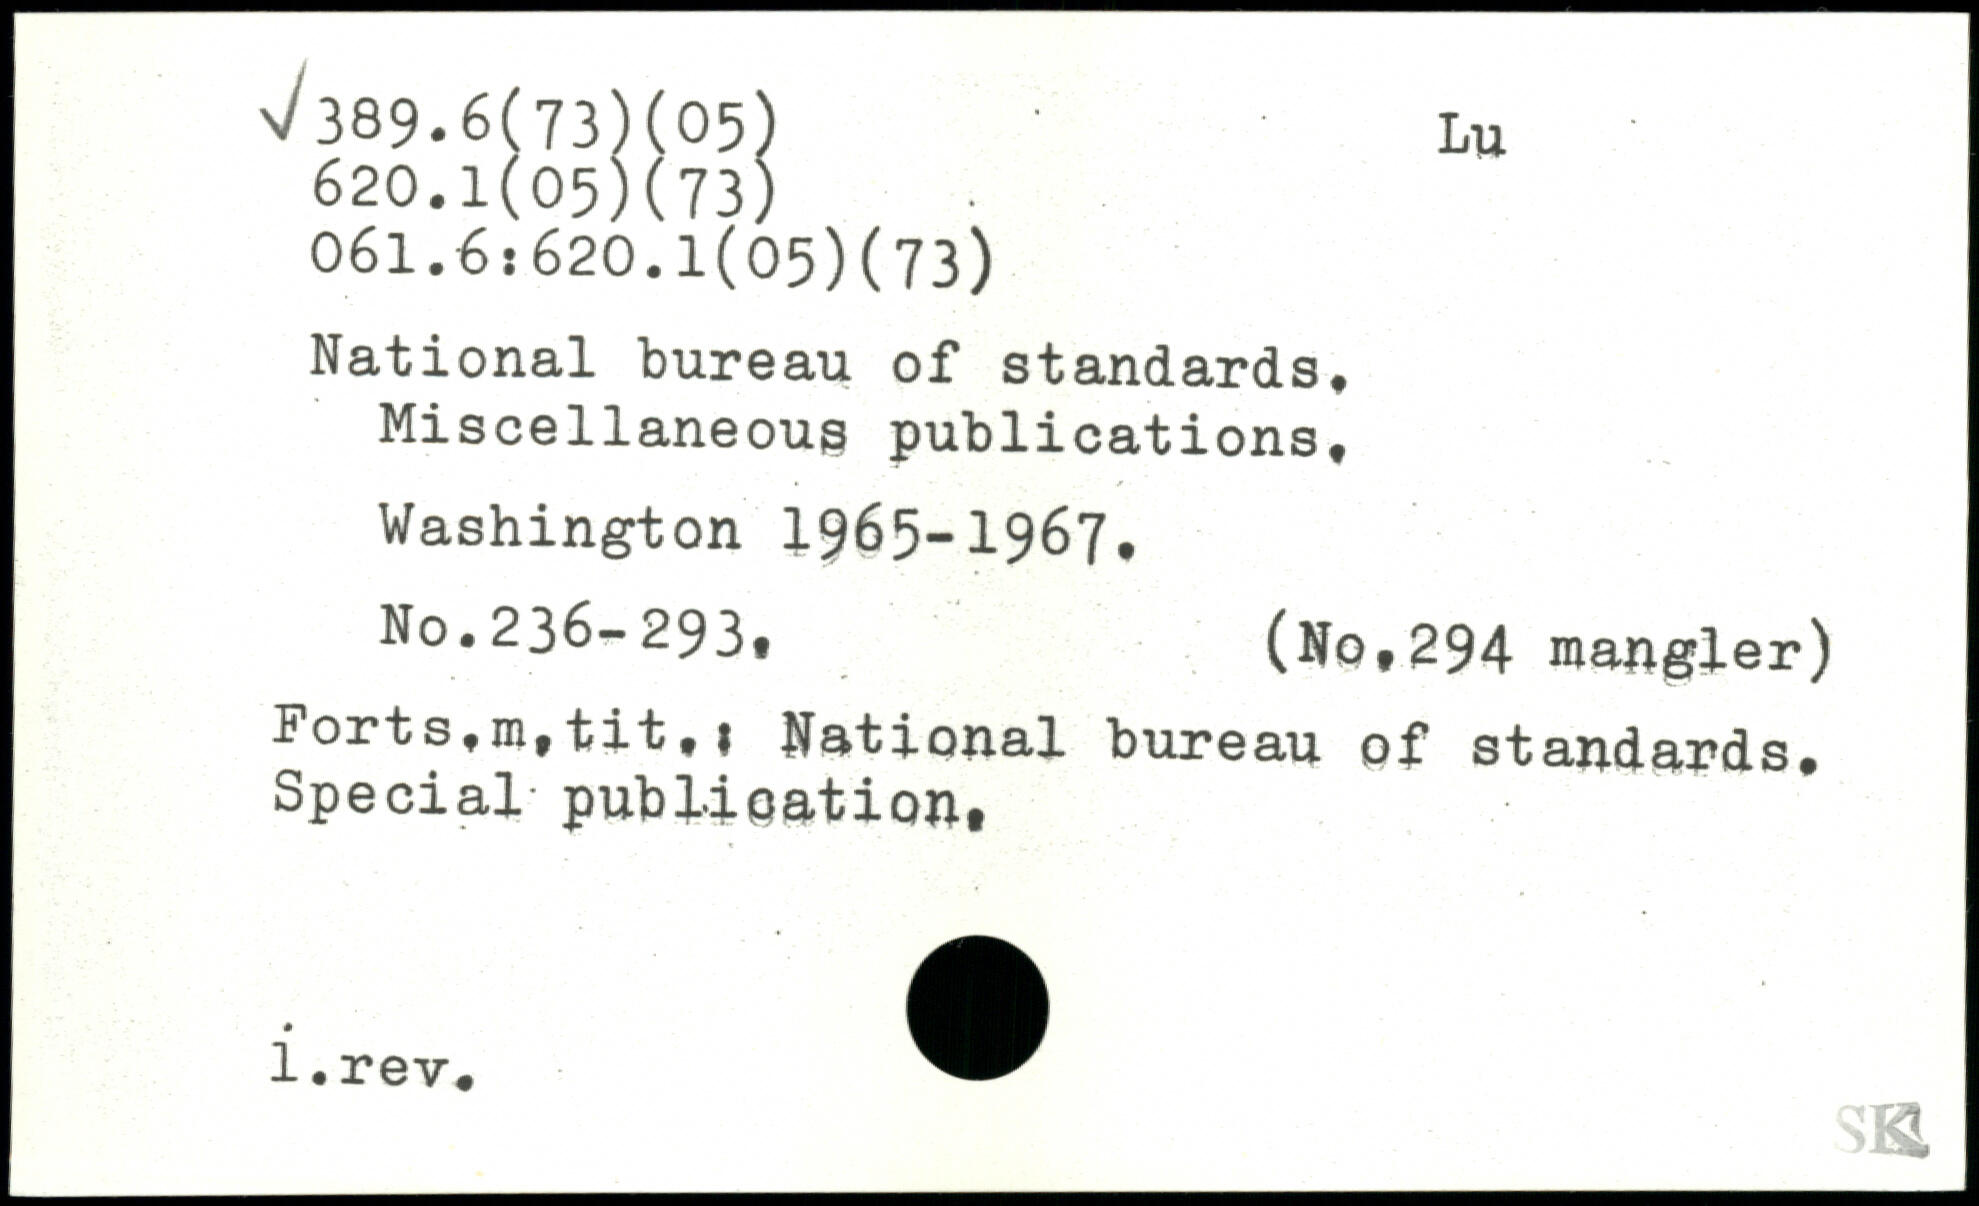 √389.6(73)(05) Lu
620.1(05)(73)
061.6:620.1(05)(73)
National bureau of standards.
Miscellaneous publications.
Washington 1965-1967.
No.236-293. (No.294 mangler)
Forts.m.tit.: National bureau of standards.
Special publication.
i.rev.
SK